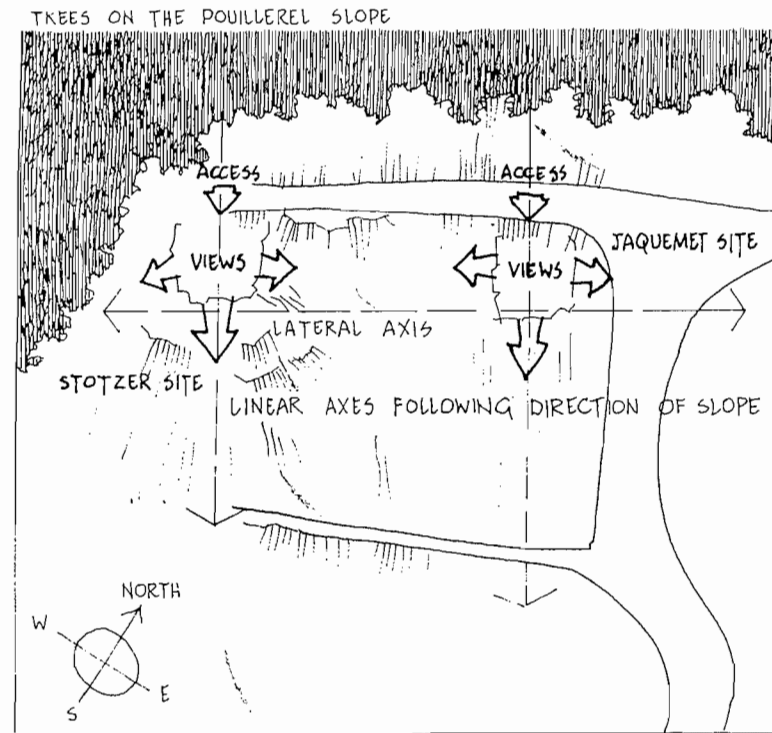 TREES ON THE POUILLEREL SLOPE
ACCESS
ACCESS
JAQUEMET SITE
VIEWS
VIEWS
LATERAL AXIS
STOTZER SITE
LINEAR AXES FOLLOWING DIRECTION OF SLOPE
NORTH
W
E
S